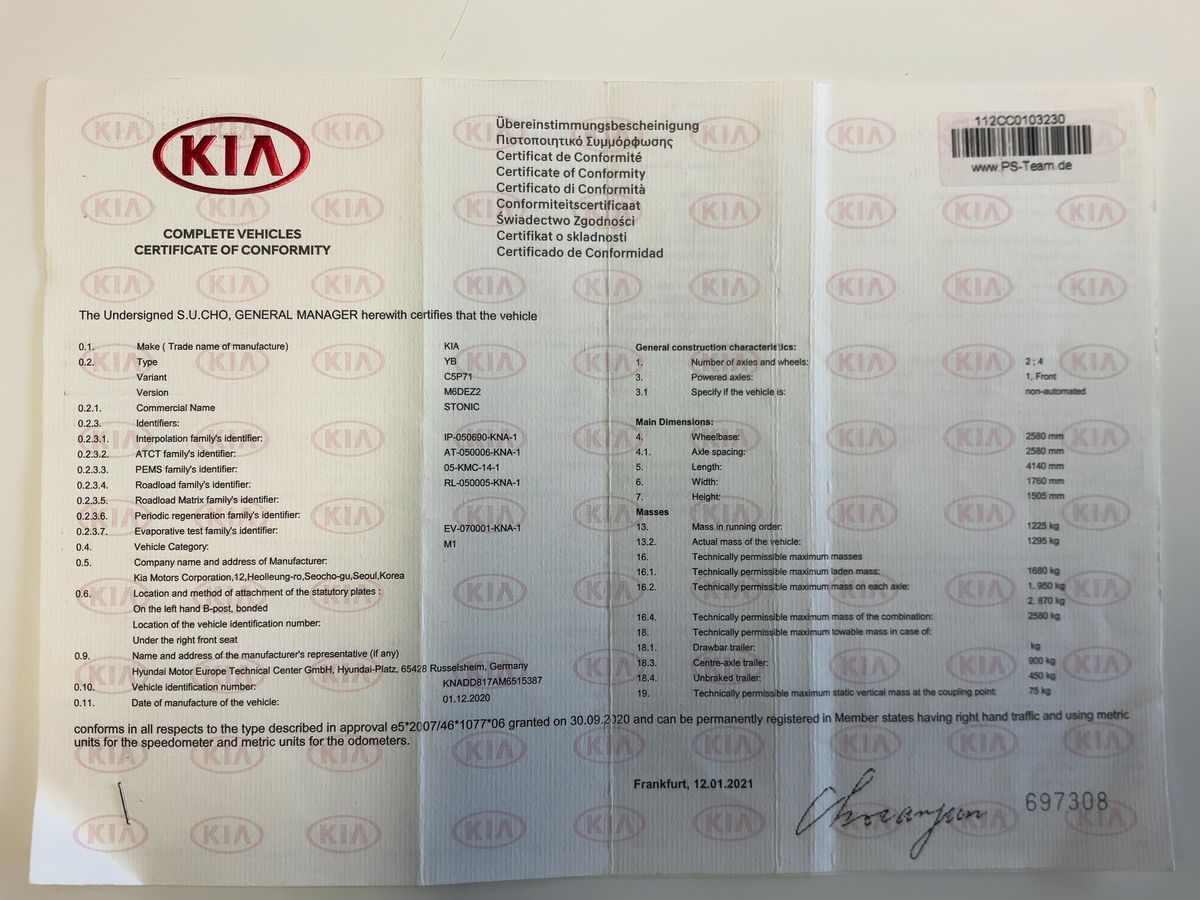 KIA
COMPLETE VEHICLES
CERTIFICATE OF CONFORMITY
Übereinstimmungsbescheinigung
Πιστοποιητικό Συμμόρφωσης
Certificat de Conformité
Certificate of Conformity
Certificato di Conformità
Conformiteitscertificaat
Świadectwo Zgodności
Certifikat o skladnosti
Certificado de Conformidad
112CC0103230
www.PS-Team.de
The Undersigned S.U.CHO, GENERAL MANAGER herewith certifies that the vehicle
0.1. Make ( Trade name of manufacture) KIA
0.2. Type YB
Variant C5P71
Version M6DEZ2
0.2.1. Commercial Name STONIC
0.2.3. Identifiers:
0.2.3.1. Interpolation family's identifier: IP-050690-KNA-1
0.2.3.2. ATCT family's identifier: AT-050006-KNA-1
0.2.3.3. PEMS family's identifier: 05-KMC-14-1
0.2.3.4. Roadload family's identifier: RL-050005-KNA-1
0.2.3.5. Roadload Matrix family's identifier:
0.2.3.6. Periodic regeneration family's identifier:
0.2.3.7. Evaporative test family's identifier: EV-070001-KNA-1
0.4. Vehicle Category: M1
0.5. Company name and address of Manufacturer:
Kia Motors Corporation,12,Heolleung-ro,Seocho-gu,Seoul,Korea
0.6. Location and method of attachment of the statutory plates :
On the left hand B-post, bonded
Location of the vehicle identification number:
Under the right front seat
0.9. Name and address of the manufacturer's representative (if any)
Hyundai Motor Europe Technical Center GmbH, Hyundai-Platz, 65428 Russelsheim, Germany
0.10. Vehicle identification number: KNADD817AM6515387
0.11. Date of manufacture of the vehicle: 01.12.2020
General construction characteristics:
1. Number of axles and wheels: 2 ; 4
3. Powered axles: 1, Front
3.1 Specify if the vehicle is: non-automated
Main Dimensions:
4. Wheelbase: 2580 mm
4.1. Axle spacing: 2580 mm
5. Length: 4140 mm
6. Width: 1760 mm
7. Height: 1505 mm
Masses
13. Mass in running order: 1225 kg
13.2. Actual mass of the vehicle: 1295 kg
16. Technically permissible maximum masses
16.1. Technically permissible maximum laden mass: 1680 kg
16.2. Technically permissible maximum mass on each axle: 1. 950 kg
2. 870 kg
16.4. Technically permissible maximum mass of the combination: 2580 kg
18. Technically permissible maximum towable mass in case of:
18.1. Drawbar trailer: kg
18.3. Centre-axle trailer: 900 kg
18.4. Unbraked trailer: 450 kg
19. Technically permissible maximum static vertical mass at the coupling point: 75 kg
conforms in all respects to the type described in approval e5*2007/46*1077*06 granted on 30.09.2020 and can be permanently registered in Member states having right hand traffic and using metric
units for the speedometer and metric units for the odometers.
Frankfurt, 12.01.2021
697308